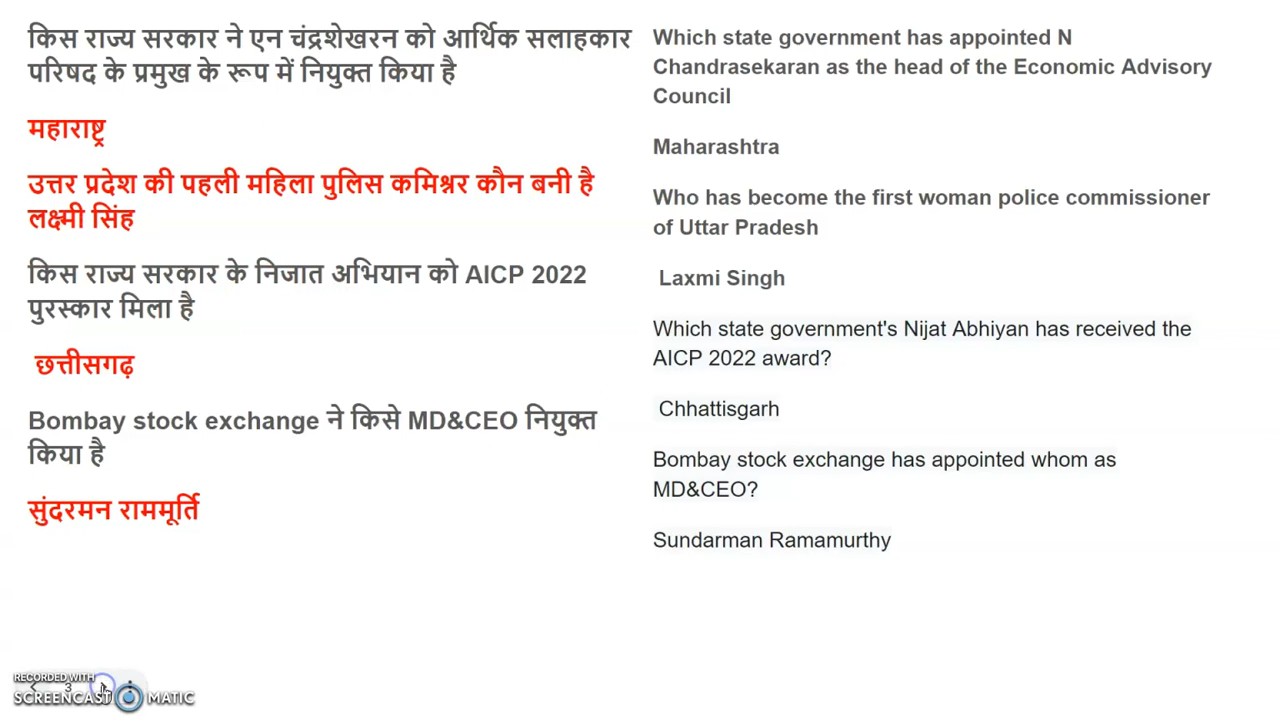 किस राज्य सरकार ने एन चंद्रशेखरन को आर्थिक सलाहकार
परिषद के प्रमुख के रूप में नियुक्त किया है
महाराष्ट्र
उत्तर प्रदेश की पहली महिला पुलिस कमिश्नर कौन बनी है
लक्ष्मी सिंह
किस राज्य सरकार के निजात अभियान को AICP 2022
पुरस्कार मिला है
छत्तीसगढ़
Bombay stock exchange ने किसे MD&CEO नियुक्त
किया है
सुंदरमन राममूर्ति
Which state government has appointed N
Chandrasekaran as the head of the Economic Advisory
Council
Maharashtra
Who has become the first woman police commissioner
of Uttar Pradesh
Laxmi Singh
Which state government's Nijat Abhiyan has received the
AICP 2022 award?
Chhattisgarh
Bombay stock exchange has appointed whom as
MD&CEO?
Sundarman Ramamurthy
RECORDED WITH
3
SCREENCAST MATIC